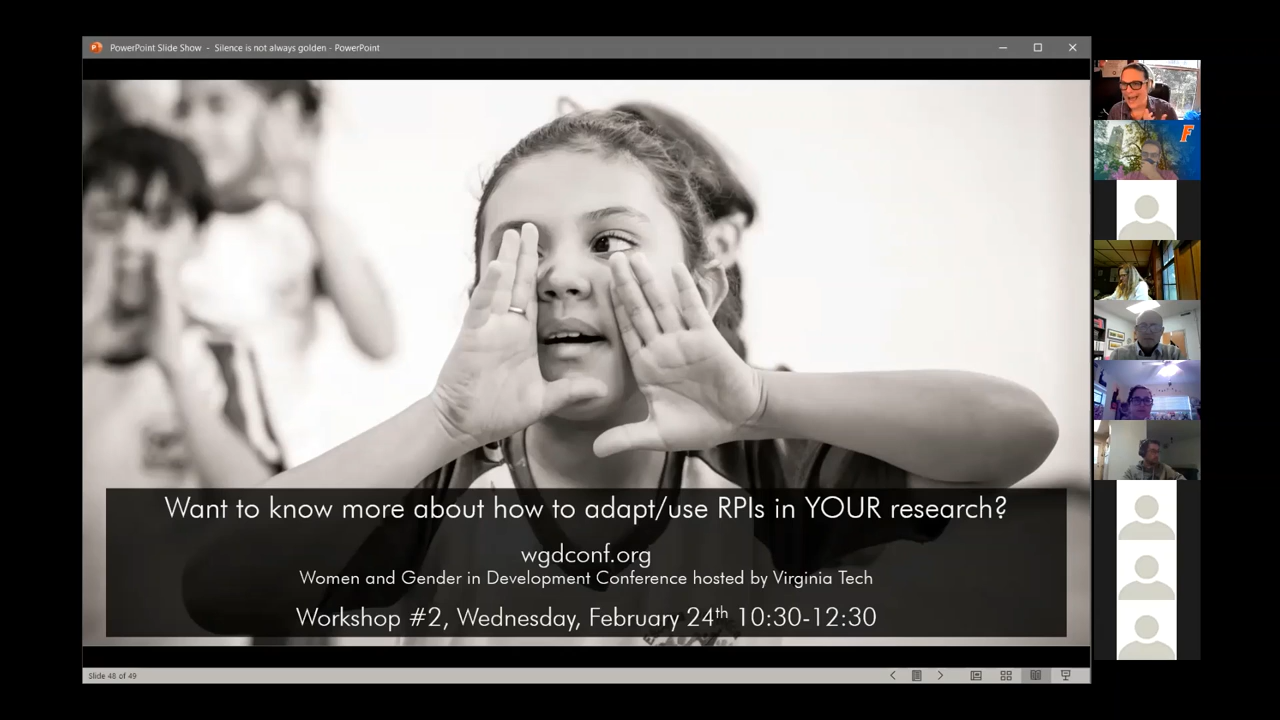 PowerPoint Slide Show - Silence is not always golden - PowerPoint
F
Want to know more about how to adapt/use RPIs in YOUR research?
wgdconf.org
Women and Gender in Development Conference hosted by Virginia Tech
Workshop #2, Wednesday, February 24th 10:30-12:30
Slide 48 of 49